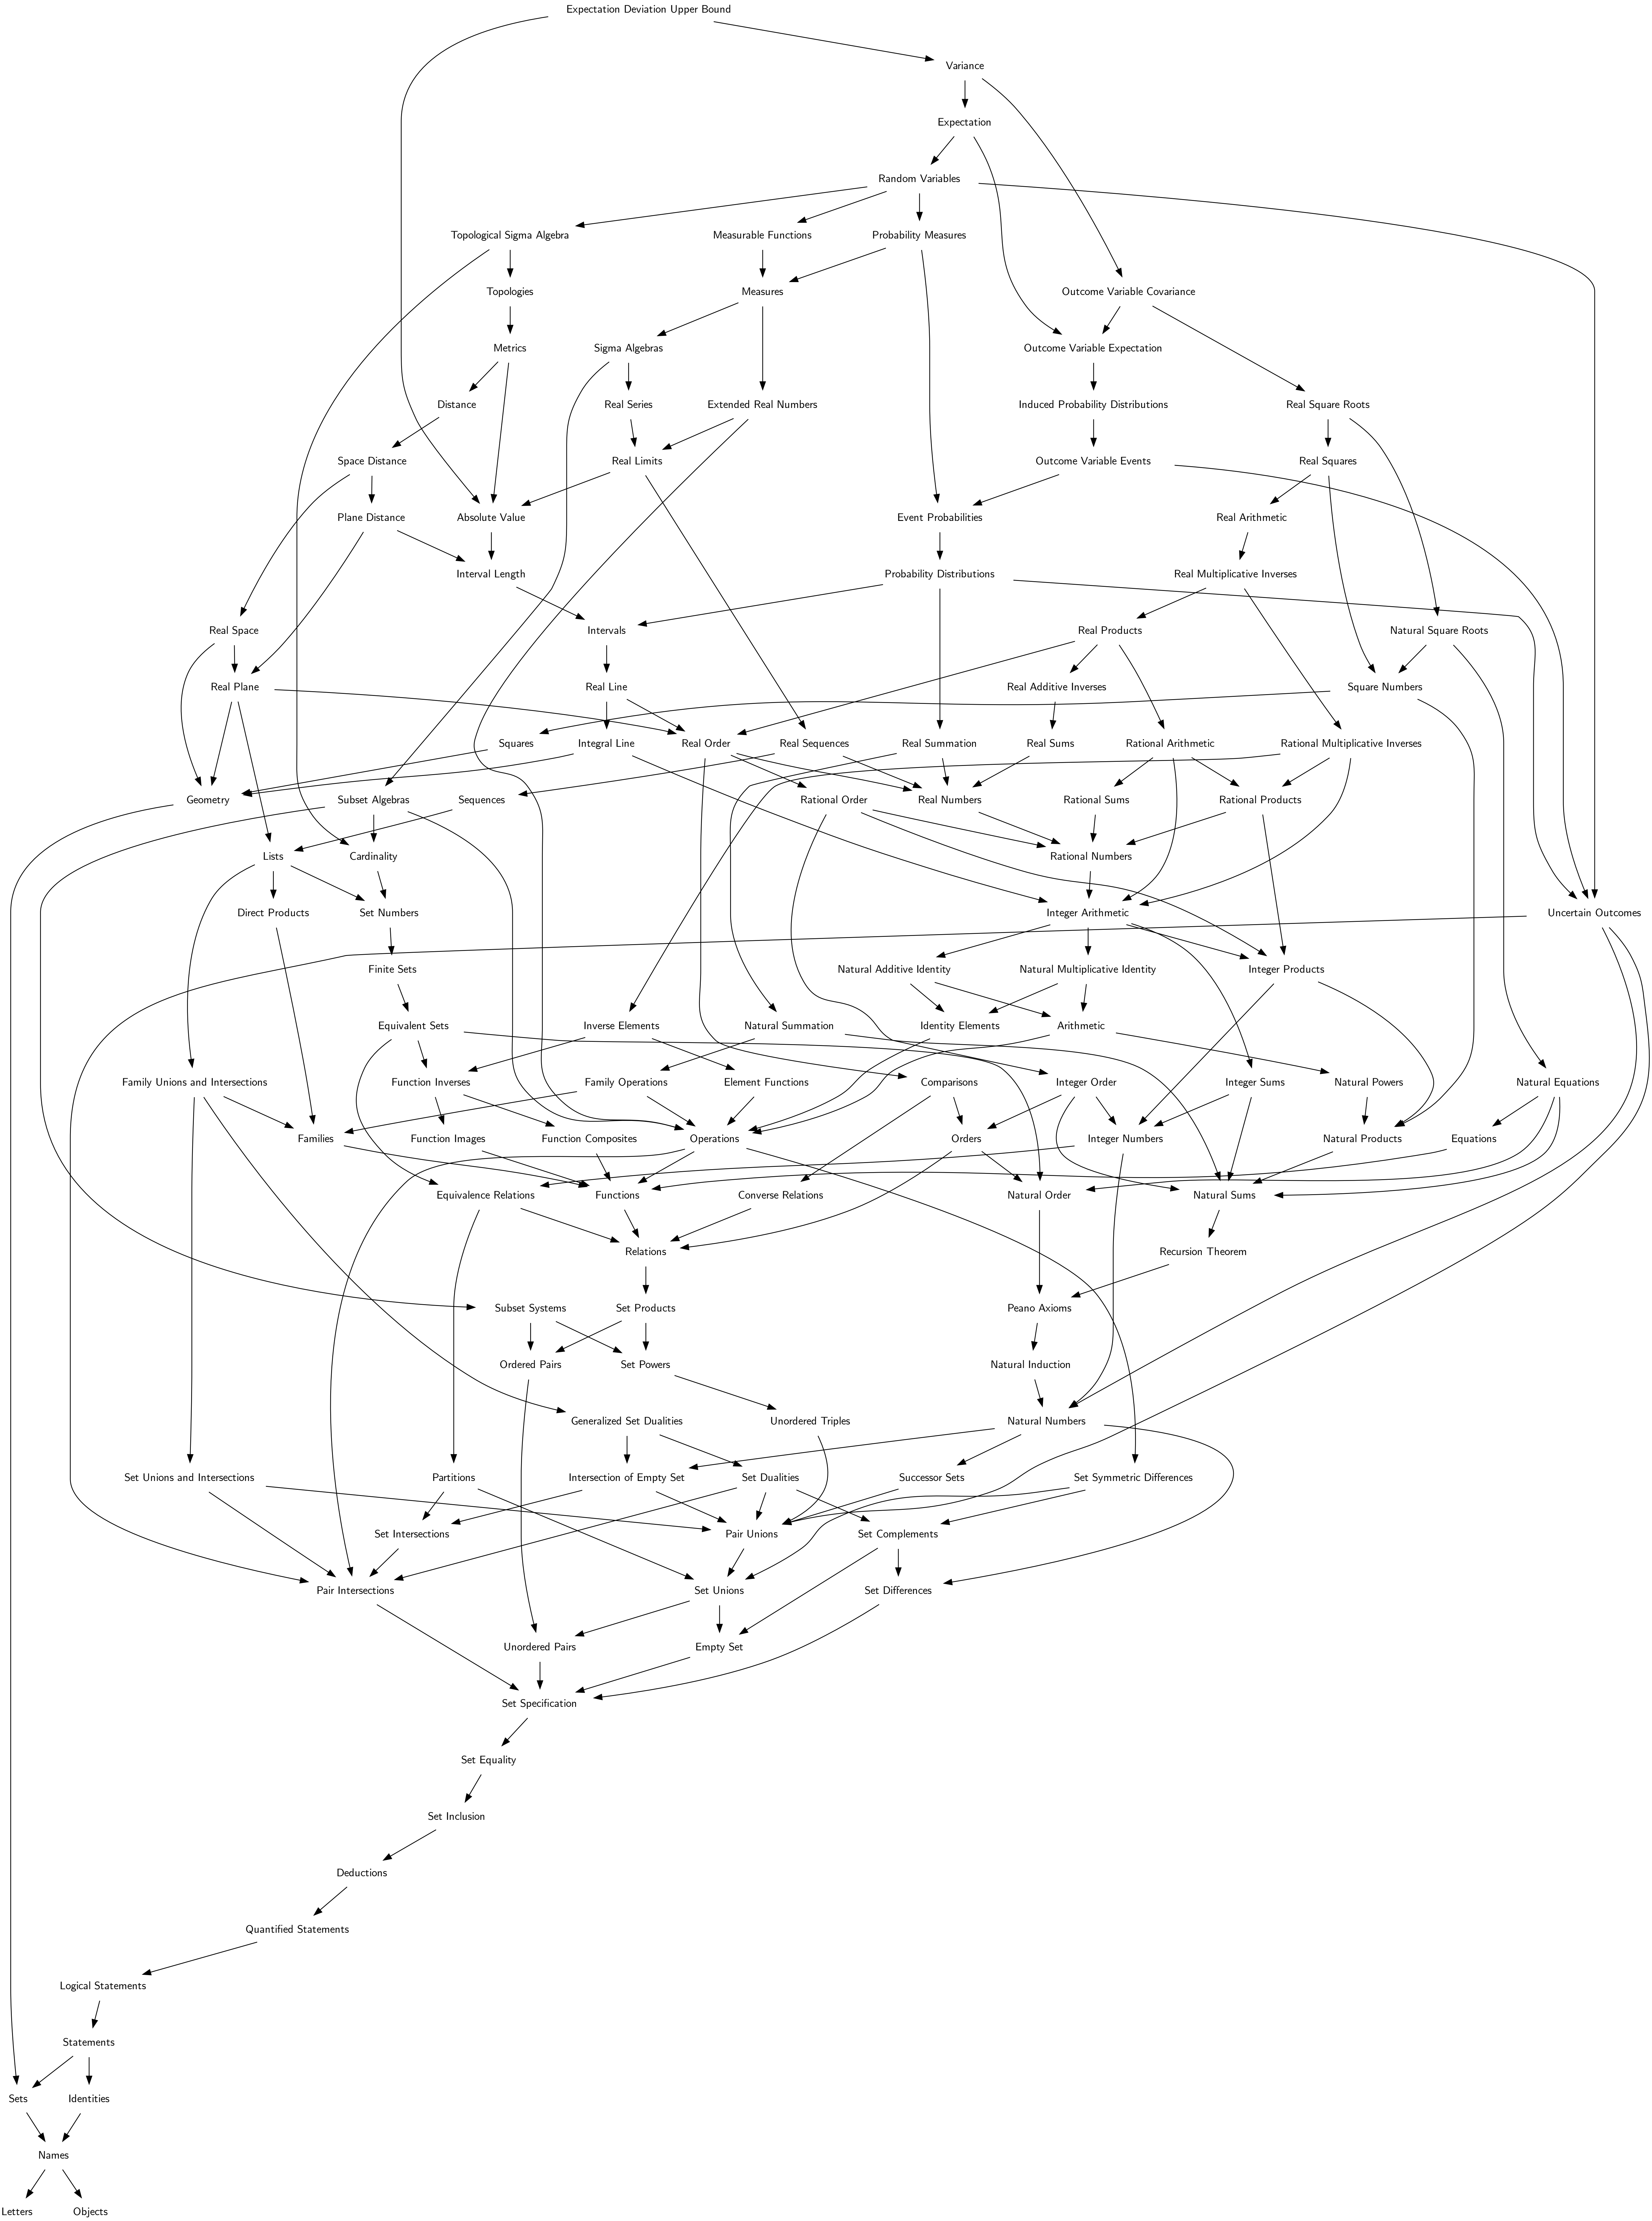 Expectation Deviation Upper Bound
Variance
Expectation
Random Variables
Topological Sigma Algebra
Measurable Functions
Probability Measures
Topologies
Measures
Outcome Variable Covariance
Metrics
Sigma Algebras
Outcome Variable Expectation
Distance
Real Series
Extended Real Numbers
Induced Probability Distributions
Real Square Roots
Space Distance
Real Limits
Outcome Variable Events
Real Squares
Plane Distance
Absolute Value
Event Probabilities
Real Arithmetic
Interval Length
Probability Distributions
Real Multiplicative Inverses
Real Space
Intervals
Real Products
Natural Square Roots
Real Plane
Real Line
Real Additive Inverses
Square Numbers
Squares
Integral Line
Real Order
Real Sequences
Real Summation
Real Sums
Rational Arithmetic
Rational Multiplicative Inverses
Geometry
Subset Algebras
Sequences
Rational Order
Real Numbers
Rational Sums
Rational Products
Lists
Cardinality
Rational Numbers
Direct Products
Set Numbers
Integer Arithmetic
Uncertain Outcomes
Finite Sets
Natural Additive Identity
Natural Multiplicative Identity
Integer Products
Equivalent Sets
Inverse Elements
Natural Summation
Identity Elements
Arithmetic
Family Unions and Intersections
Function Inverses
Family Operations
Element Functions
Comparisons
Integer Order
Integer Sums
Natural Powers
Natural Equations
Families
Function Images
Function Composites
Operations
Orders
Integer Numbers
Natural Products
Equations
Equivalence Relations
Functions
Converse Relations
Natural Order
Natural Sums
Relations
Recursion Theorem
Subset Systems
Set Products
Peano Axioms
Ordered Pairs
Set Powers
Natural Induction
Generalized Set Dualities
Unordered Triples
Natural Numbers
Set Unions and Intersections
Partitions
Intersection of Empty Set
Set Dualities
Successor Sets
Set Symmetric Differences
Set Intersections
Pair Unions
Set Complements
Pair Intersections
Set Unions
Set Differences
Unordered Pairs
Empty Set
Set Specification
Set Equality
Set Inclusion
Deductions
Quantified Statements
Logical Statements
Statements
Sets
Identities
Names
Letters
Objects